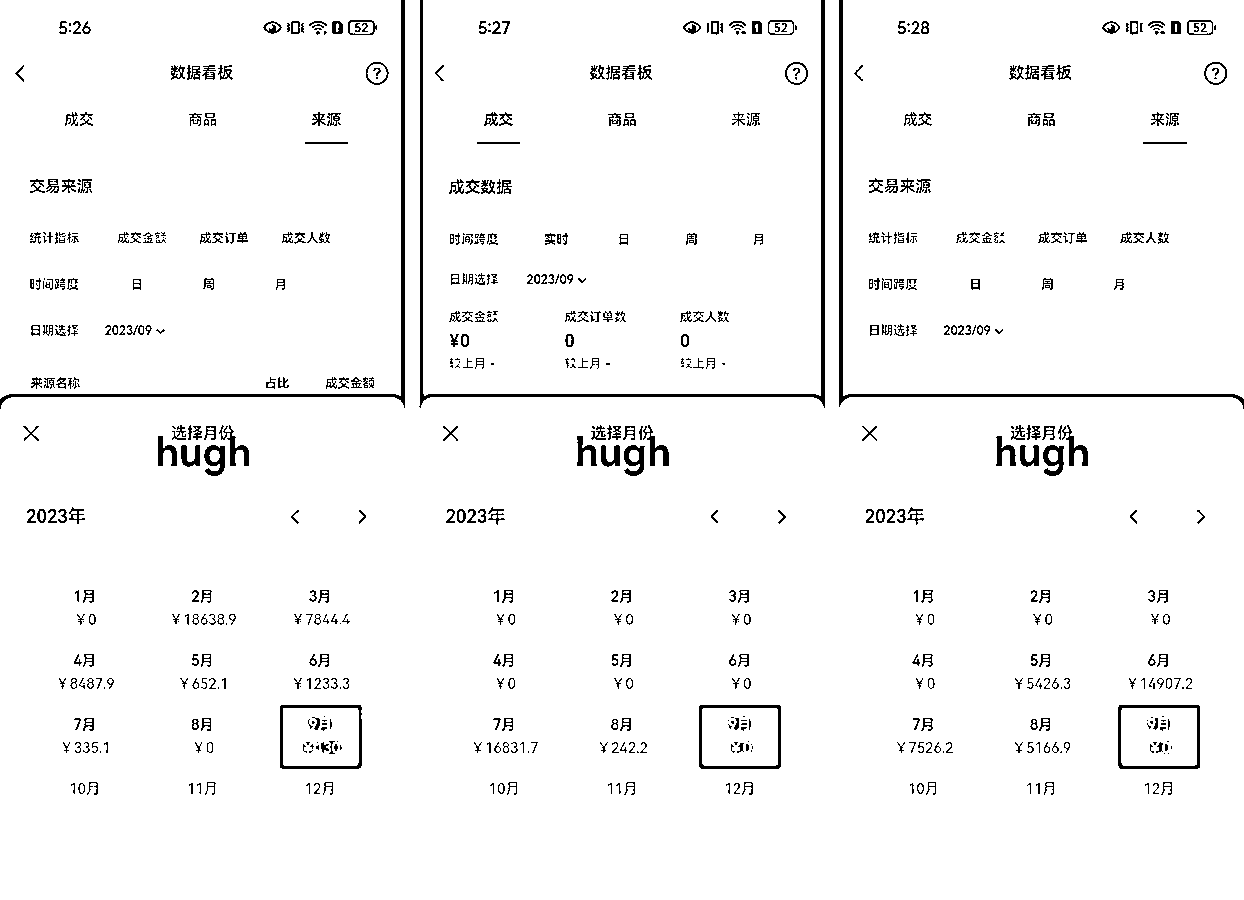 5:26
52
数据看板
?
成交 商品 来源
交易来源
统计指标 成交金额 成交订单 成交人数
时间跨度 日 周 月
日期选择 2023/09
来源名称 占比 成交金额
选择月份
hugh
2023年
1月 2月 3月
¥0 ¥18638.9 ¥7844.4
4月 5月 6月
¥8487.9 ¥652.1 ¥1233.3
7月 8月 9月
¥335.1 ¥0
10月 11月 12月
5:27
52
数据看板
?
成交 商品 来源
成交数据
时间跨度 实时 日 周 月
日期选择 2023/09
成交金额 成交订单数 成交人数
¥0 0 0
较上月 - 较上月 - 较上月 -
选择月份
hugh
2023年
1月 2月 3月
¥0 ¥0 ¥0
4月 5月 6月
¥0 ¥0 ¥0
7月 8月 9月
¥16831.7 ¥242.2 ¥0
10月 11月 12月
5:28
52
数据看板
?
成交 商品 来源
交易来源
统计指标 成交金额 成交订单 成交人数
时间跨度 日 周 月
日期选择 2023/09
选择月份
hugh
2023年
1月 2月 3月
¥0 ¥0 ¥0
4月 5月 6月
¥0 ¥5426.3 ¥14907.2
7月 8月 9月
¥7526.2 ¥5166.9 ¥0
10月 11月 12月